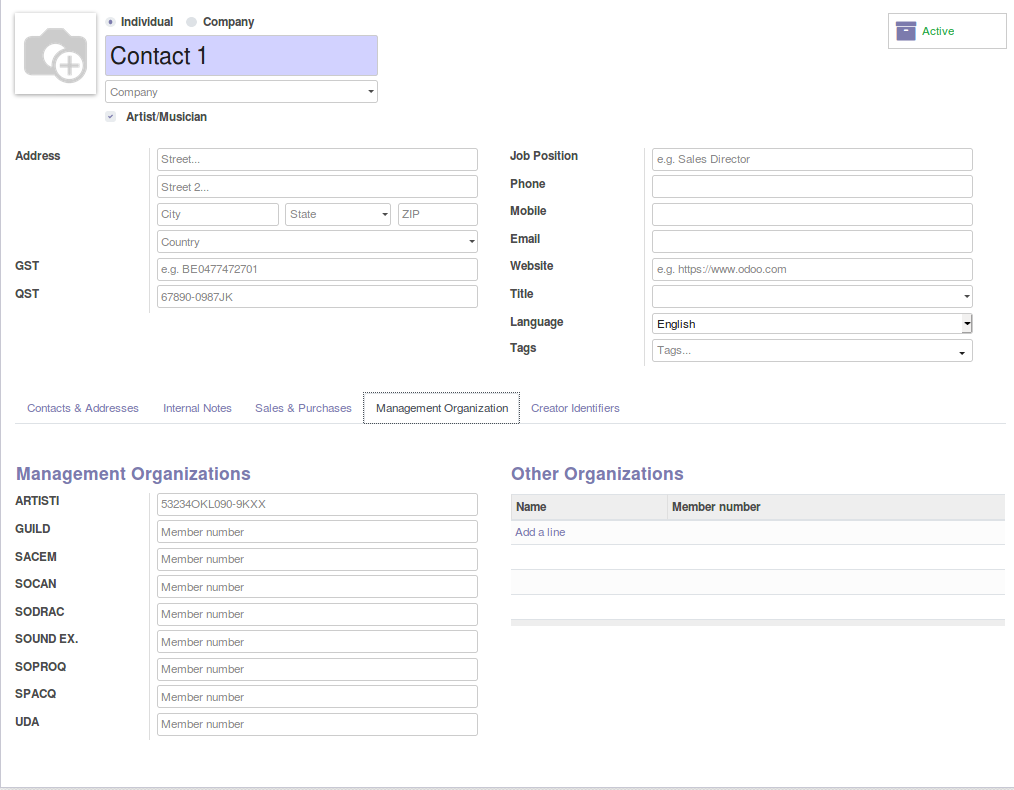 Individual Company
Active
Contact 1
Company
Artist/Musician
Address
Street...
Street 2...
City State ZIP
Country
GST e.g. BE0477472701
QST 67890-0987JK
Job Position e.g. Sales Director
Phone
Mobile
Email
Website e.g. https://www.odoo.com
Title
Language English
Tags Tags...
Contacts & Addresses Internal Notes Sales & Purchases Management Organization Creator Identifiers
Management Organizations
ARTISTI 53234OKL090-9KXX
GUILD Member number
SACEM Member number
SOCAN Member number
SODRAC Member number
SOUND EX. Member number
SOPROQ Member number
SPACQ Member number
UDA Member number
Other Organizations
Name Member number
Add a line